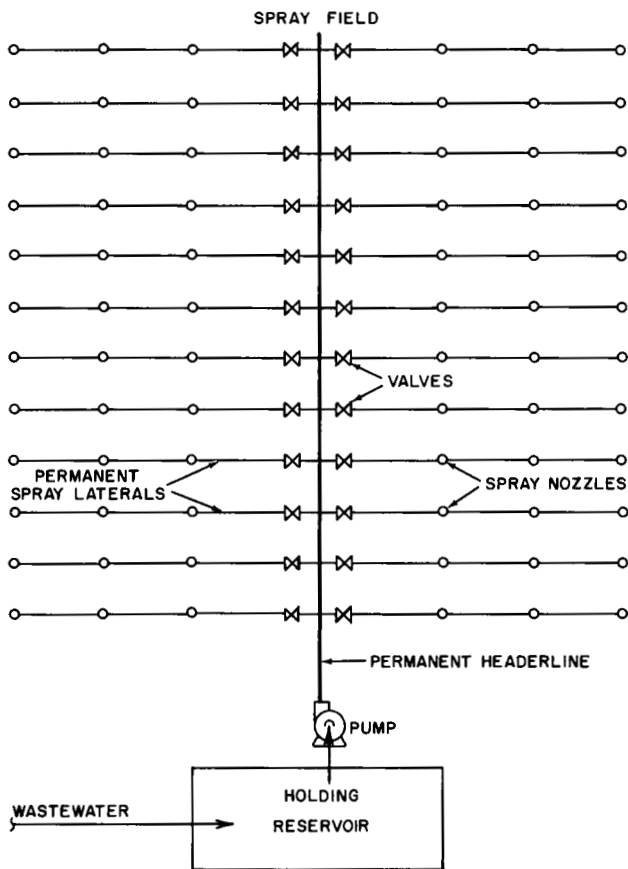 SPRAY FIELD
VALVES
PERMANENT
SPRAY LATERALS
SPRAY NOZZLES
PERMANENT HEADERLINE
PUMP
HOLDING
RESERVOIR
WASTEWATER